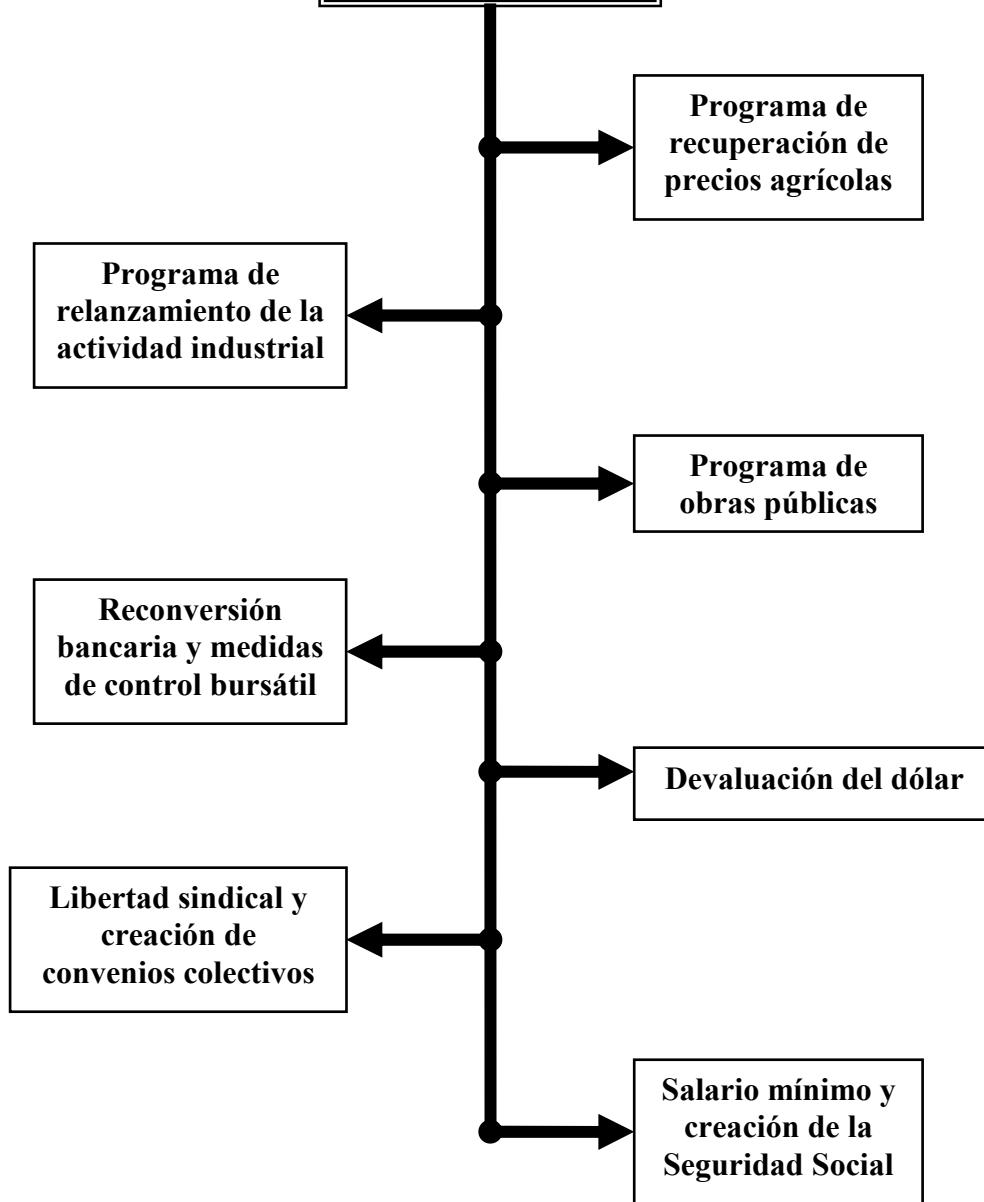 Programa de
recuperación de
precios agrícolas
Programa de
relanzamiento de la
actividad industrial
Programa de
obras públicas
Reconversión
bancaria y medidas
de control bursátil
Devaluación del dólar
Libertad sindical y
creación de
convenios colectivos
Salario mínimo y
creación de la
Seguridad Social